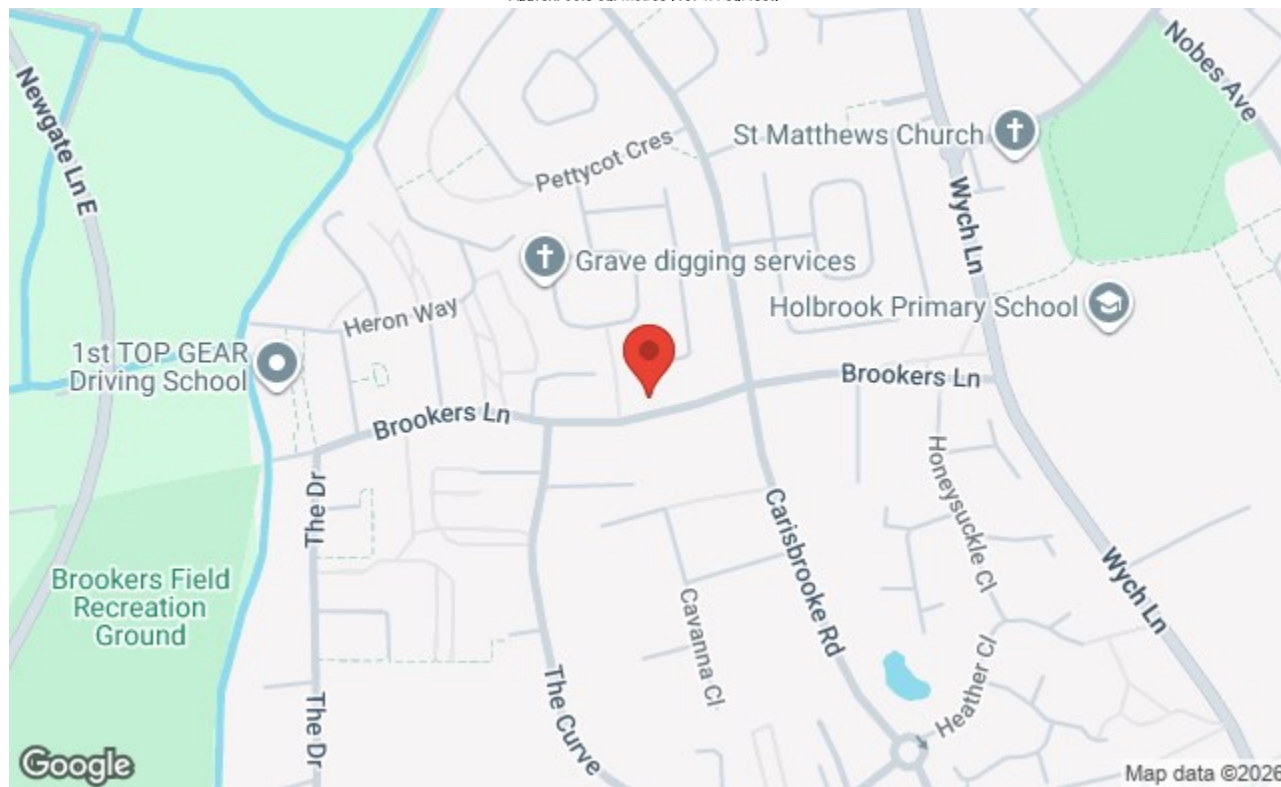 Nobes Ave
Newgate Ln E
St Matthews Church
Pettycot Cres
Wych Ln
Grave digging services
Holbrook Primary School
Heron Way
1st TOP GEAR
Driving School
Brookers Ln
Brookers Ln
Honeysuckle Cl
The Dr
Carisbrooke Rd
Wych Ln
Brookers Field
Recreation
Ground
Cavanna Cl
Heather Cl
The Dr
The Curve
Google
Map data ©2026